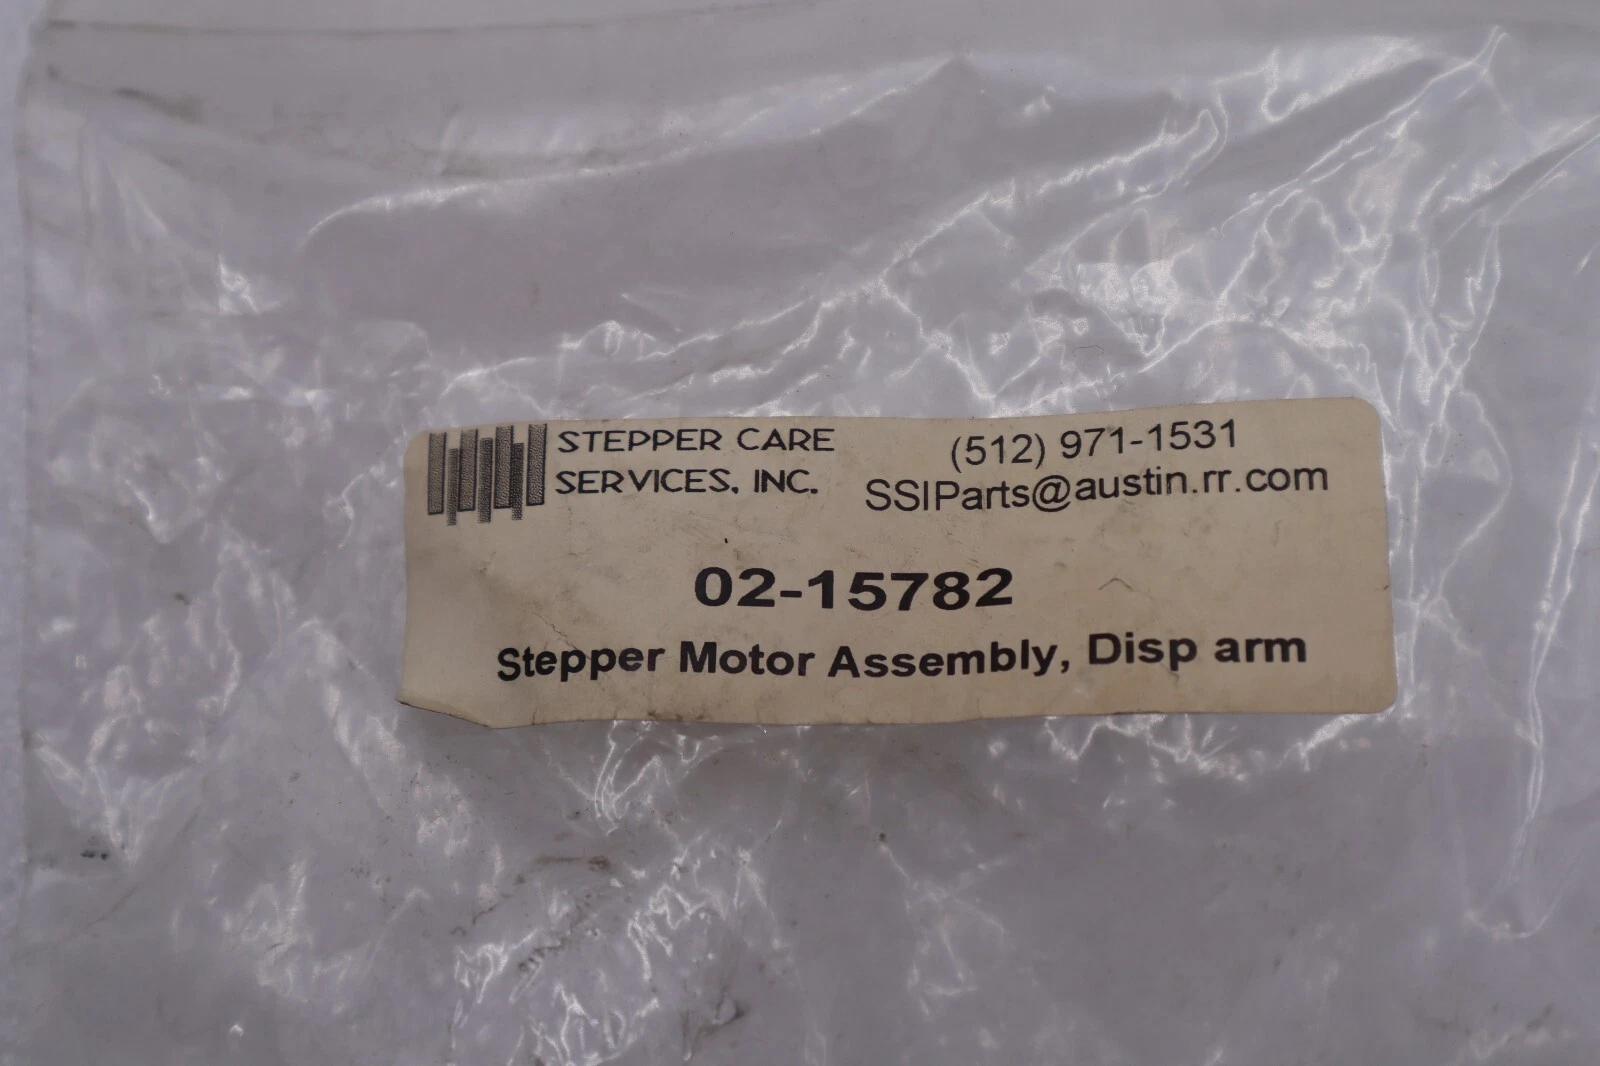 STEPPER CARE
SERVICES, INC.
(512) 971-1531
SSIParts@austin.rr.com
02-15782
Stepper Motor Assembly, Disp arm